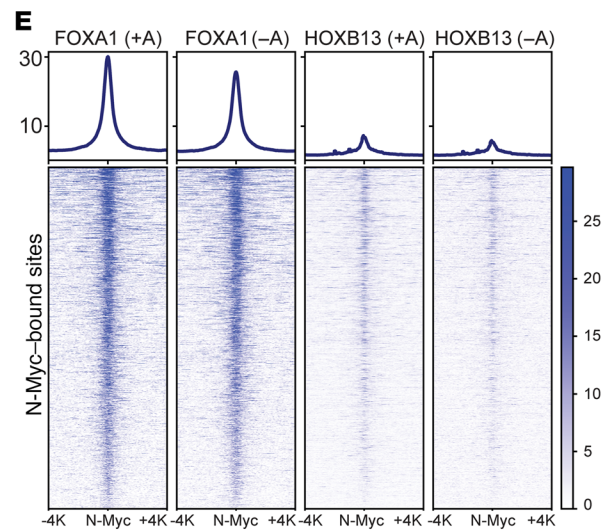 E
FOXA1 (+A) FOXA1 (–A) HOXB13 (+A) HOXB13 (–A)
30
10
N-Myc–bound sites
25
20
15
10
5
0
-4K N-Myc +4K -4K N-Myc +4K -4K N-Myc +4K -4K N-Myc +4K